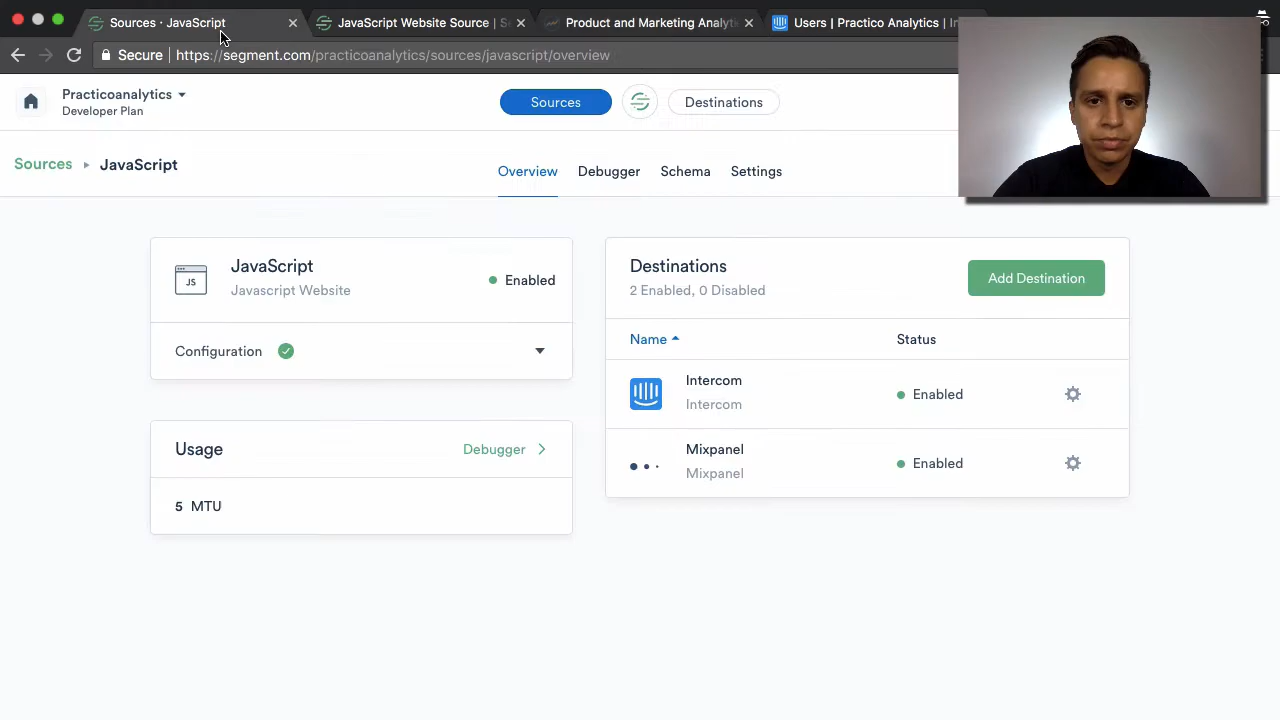 Sources · JavaScript
JavaScript Website Source | S
Product and Marketing Analyti
Users | Practico Analytics | In
Secure https://segment.com/practicoanalytics/sources/javascript/overview
Practicoanalytics
Developer Plan
Sources
Destinations
Sources JavaScript
Overview Debugger Schema Settings
JavaScript
Javascript Website
Enabled
JS
Configuration
Usage
Debugger
5 MTU
Destinations
2 Enabled, 0 Disabled
Add Destination
Name Status
Intercom
Intercom
Enabled
Mixpanel
Mixpanel
Enabled